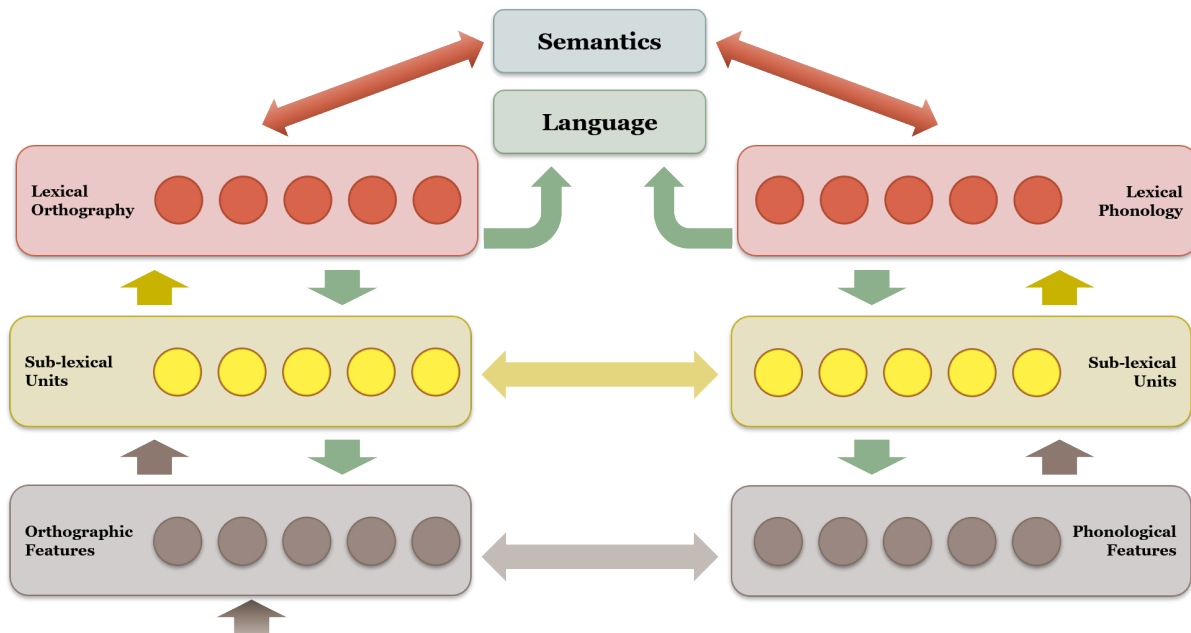 Semantics
Language
Lexical
Orthography
Lexical
Phonology
Sub-lexical
Units
Sub-lexical
Units
Orthographic
Features
Phonological
Features